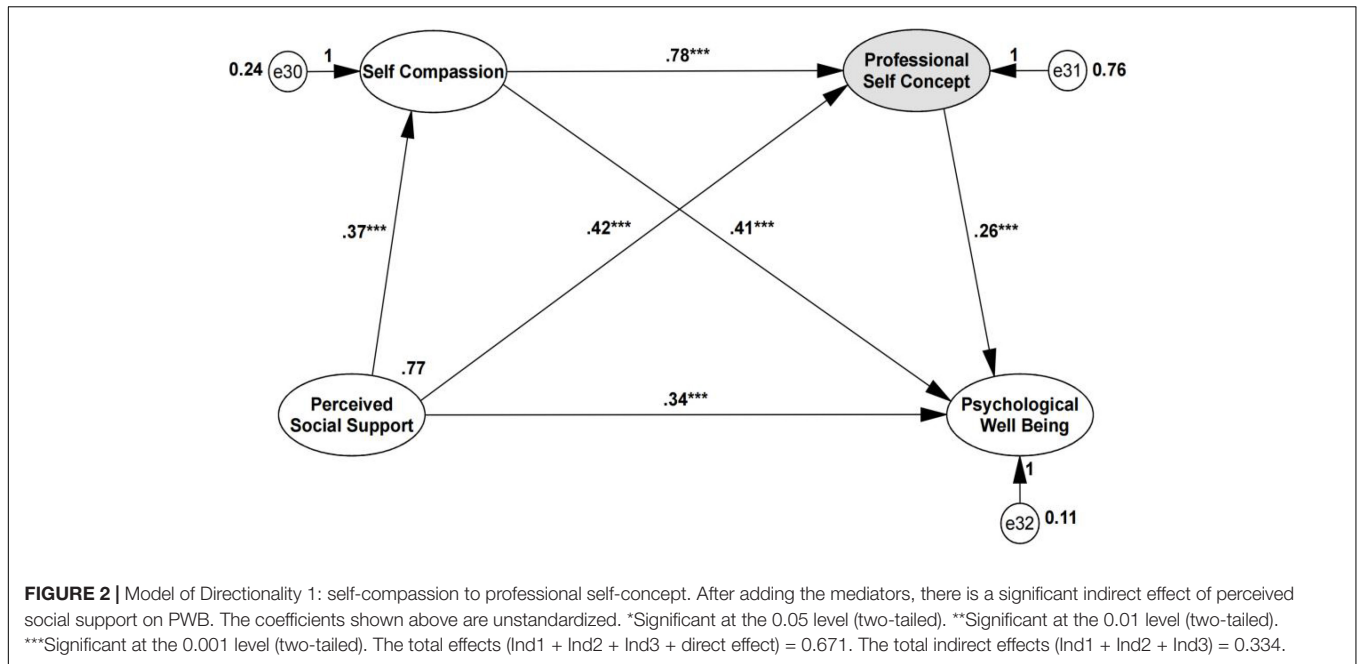 0.24 e30 1 Self Compassion .78*** Professional
Self Concept 1 e31 0.76
.37*** .42*** .41*** .26***
.77
Perceived
Social Support .34*** Psychological
Well Being
1
e32 0.11
FIGURE 2 | Model of Directionality 1: self-compassion to professional self-concept. After adding the mediators, there is a significant indirect effect of perceived
social support on PWB. The coefficients shown above are unstandardized. *Significant at the 0.05 level (two-tailed). **Significant at the 0.01 level (two-tailed).
***Significant at the 0.001 level (two-tailed). The total effects (Ind1 + Ind2 + Ind3 + direct effect) = 0.671. The total indirect effects (Ind1 + Ind2 + Ind3) = 0.334.